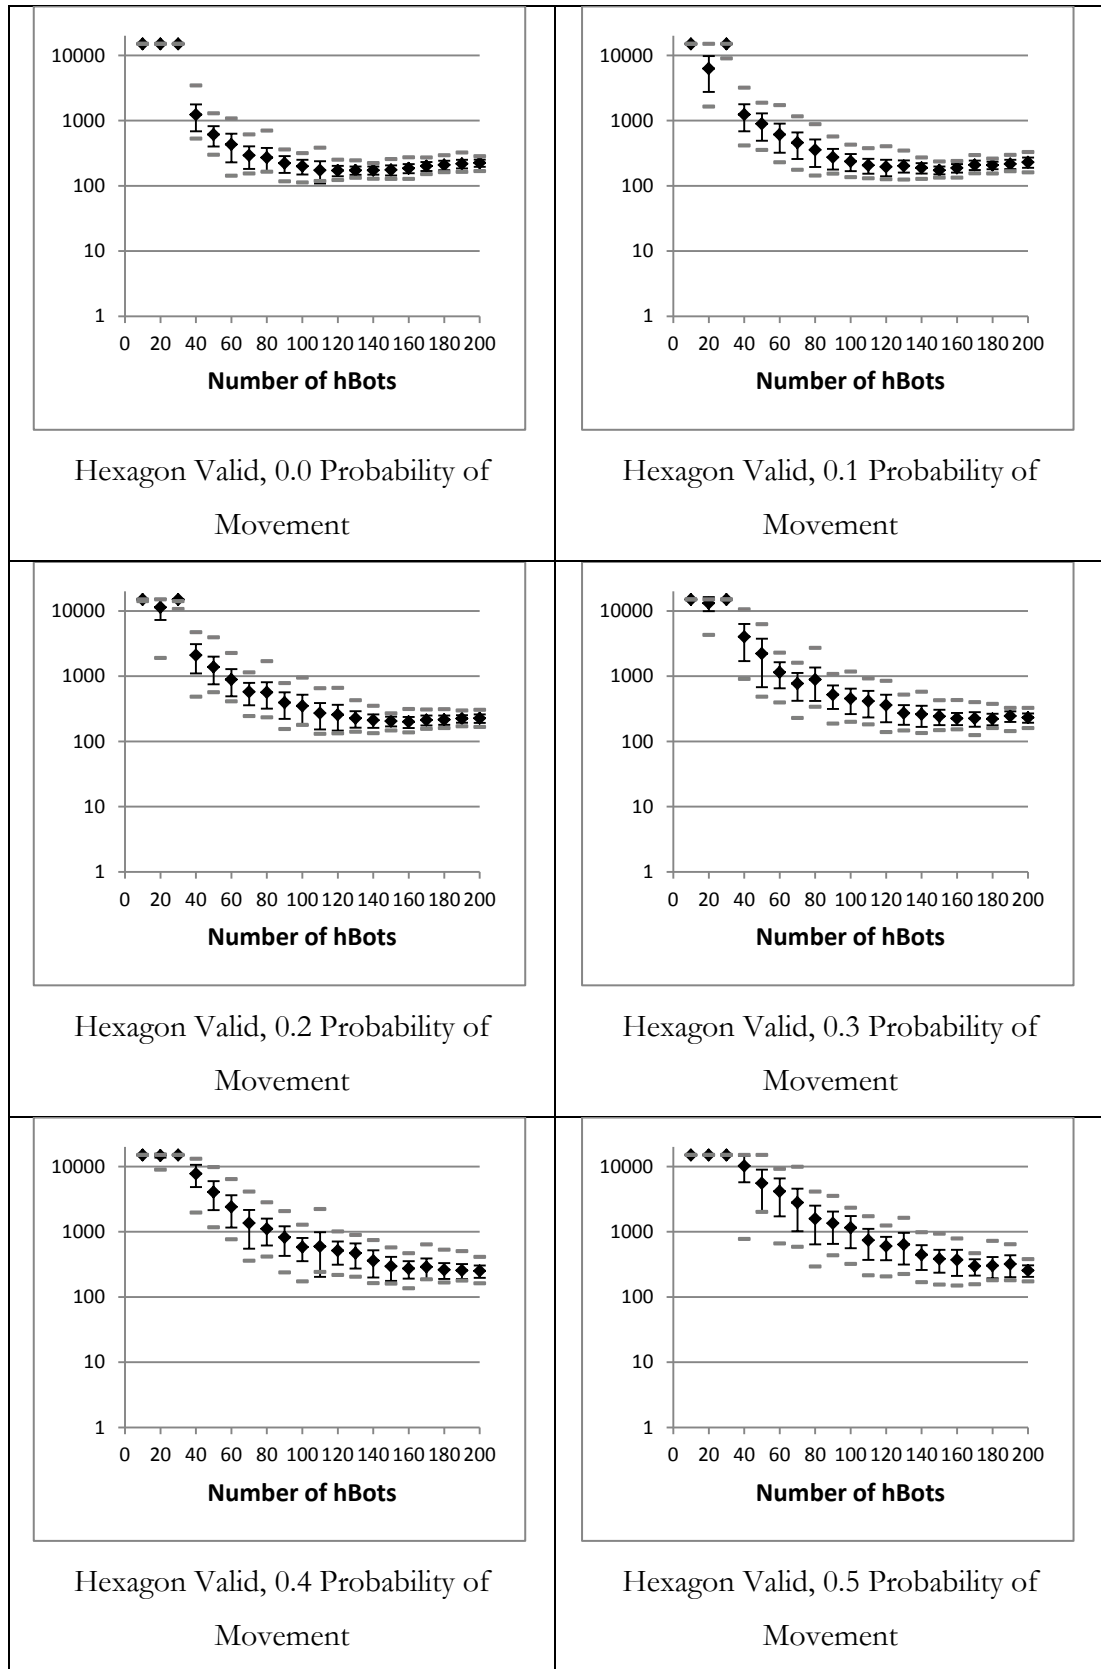 10000
1000
100
10
1
0 20 40 60 80 100 120 140 160 180 200
Number of hBots
Hexagon Valid, 0.0 Probability of
Movement
10000
1000
100
10
1
0 20 40 60 80 100 120 140 160 180 200
Number of hBots
Hexagon Valid, 0.1 Probability of
Movement
10000
1000
100
10
1
0 20 40 60 80 100 120 140 160 180 200
Number of hBots
Hexagon Valid, 0.2 Probability of
Movement
10000
1000
100
10
1
0 20 40 60 80 100 120 140 160 180 200
Number of hBots
Hexagon Valid, 0.3 Probability of
Movement
10000
1000
100
10
1
0 20 40 60 80 100 120 140 160 180 200
Number of hBots
Hexagon Valid, 0.4 Probability of
Movement
10000
1000
100
10
1
0 20 40 60 80 100 120 140 160 180 200
Number of hBots
Hexagon Valid, 0.5 Probability of
Movement